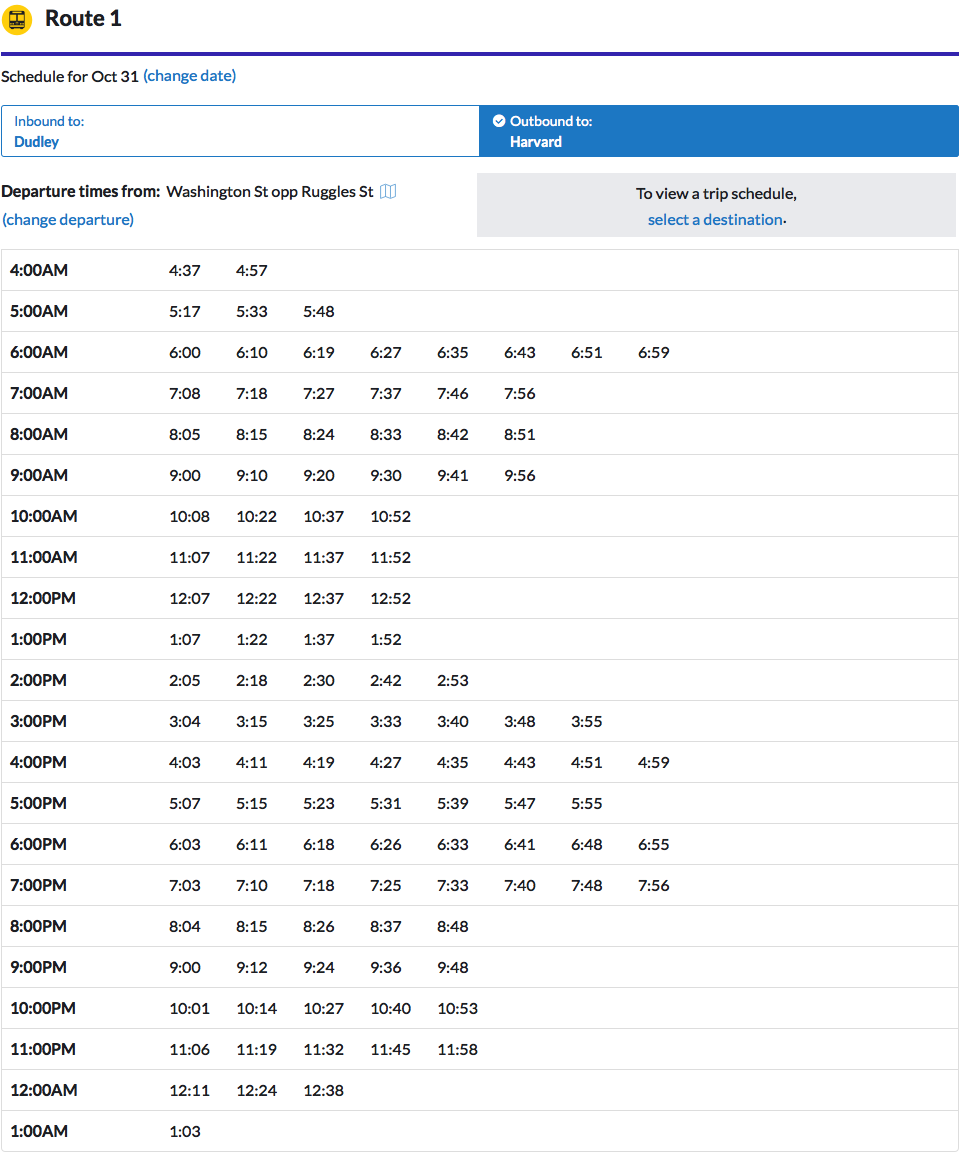 Route 1
Schedule for Oct 31 (change date)
Inbound to:
Dudley
Outbound to:
Harvard
Departure times from: Washington St opp Ruggles St
(change departure)
To view a trip schedule,
select a destination.
4:00AM 4:37 4:57
5:00AM 5:17 5:33 5:48
6:00AM 6:00 6:10 6:19 6:27 6:35 6:43 6:51 6:59
7:00AM 7:08 7:18 7:27 7:37 7:46 7:56
8:00AM 8:05 8:15 8:24 8:33 8:42 8:51
9:00AM 9:00 9:10 9:20 9:30 9:41 9:56
10:00AM 10:08 10:22 10:37 10:52
11:00AM 11:07 11:22 11:37 11:52
12:00PM 12:07 12:22 12:37 12:52
1:00PM 1:07 1:22 1:37 1:52
2:00PM 2:05 2:18 2:30 2:42 2:53
3:00PM 3:04 3:15 3:25 3:33 3:40 3:48 3:55
4:00PM 4:03 4:11 4:19 4:27 4:35 4:43 4:51 4:59
5:00PM 5:07 5:15 5:23 5:31 5:39 5:47 5:55
6:00PM 6:03 6:11 6:18 6:26 6:33 6:41 6:48 6:55
7:00PM 7:03 7:10 7:18 7:25 7:33 7:40 7:48 7:56
8:00PM 8:04 8:15 8:26 8:37 8:48
9:00PM 9:00 9:12 9:24 9:36 9:48
10:00PM 10:01 10:14 10:27 10:40 10:53
11:00PM 11:06 11:19 11:32 11:45 11:58
12:00AM 12:11 12:24 12:38
1:00AM 1:03